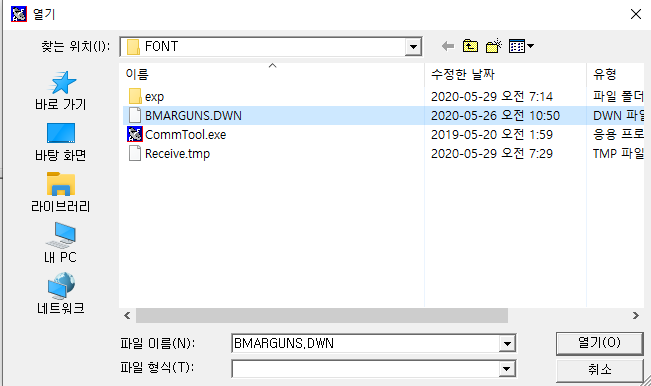 열기
찾는 위치(I): FONT
이름 수정한 날짜 유형
exp 2020-05-29 오전 7:14 파일 폴더
BMARGUNS.DWN 2020-05-26 오전 10:50 DWN 파일
CommTool.exe 2019-05-20 오전 1:59 응용 프로
Receive.tmp 2020-05-29 오전 7:29 TMP 파일
바로 가기
바탕 화면
라이브러리
내 PC
네트워크
파일 이름(N): BMARGUNS.DWN 열기(O)
파일 형식(T): 취소